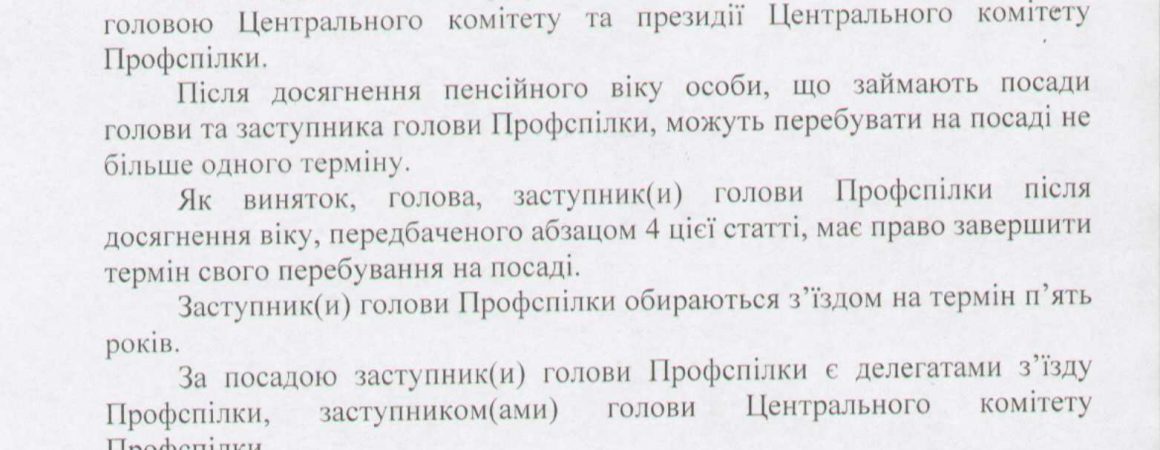 головою Центрального комітету та президії Центрального комітету
Профспілки.
Після досягнення пенсійного віку особи, що займають посади
голови та заступника голови Профспілки, можуть перебувати на посаді не
більше одного терміну.
Як виняток, голова, заступник(и) голови Профспілки після
досягнення віку, передбаченого абзацом 4 цієї статті, має право завершити
термін свого перебування на посаді.
Заступник(и) голови Профспілки обираються з’їздом на термін п’ять
років.
За посадою заступник(и) голови Профспілки є делегатами з’їзду
Профспілки, заступником(ами) голови Центрального комітету
Профспілки